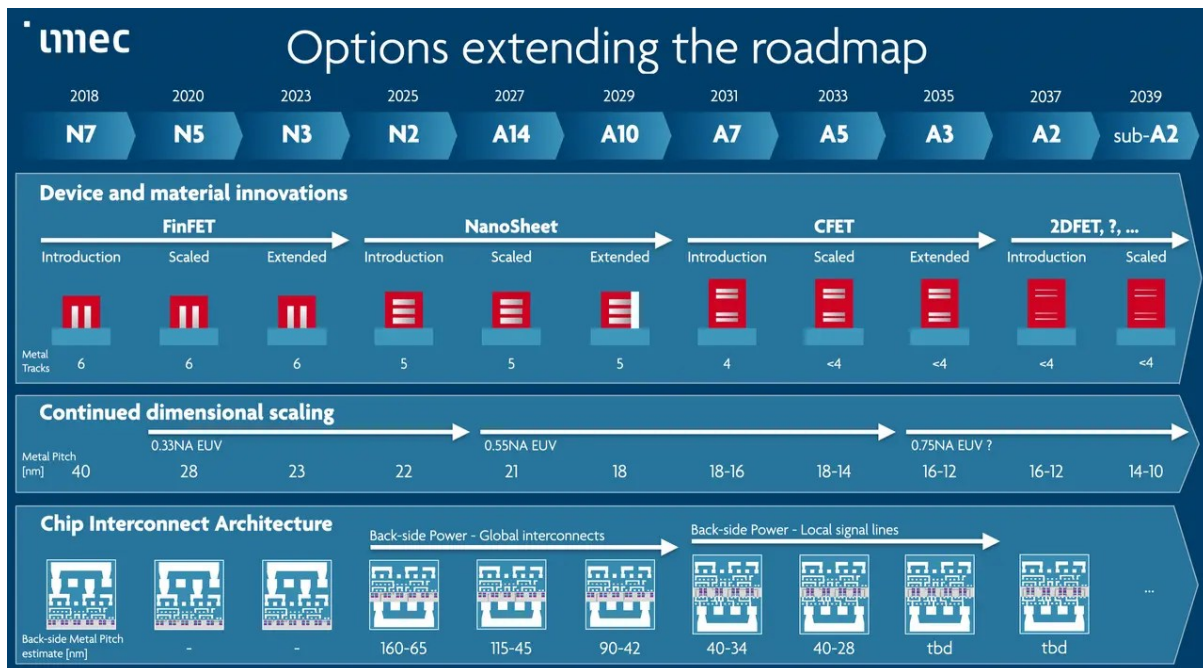 imec
Options extending the roadmap
2018 2020 2023 2025 2027 2029 2031 2033 2035 2037 2039
N7 N5 N3 N2 A14 A10 A7 A5 A3 A2 sub-A2
Device and material innovations
FinFET NanoSheet CFET 2DFET, ?, ...
Introduction Scaled Extended Introduction Scaled Extended Introduction Scaled Extended Introduction Scaled
Metal
Tracks 6 6 6 5 5 5 4 <4 <4 <4 <4
Continued dimensional scaling
0.33NA EUV 0.55NA EUV 0.75NA EUV ?
Metal Pitch
[nm] 40 28 23 22 21 18 18-16 18-14 16-12 16-12 14-10
Chip Interconnect Architecture
Back-side Power - Global interconnects Back-side Power - Local signal lines
...
Back-side Metal Pitch
estimate [nm] - - 160-65 115-45 90-42 40-34 40-28 tbd tbd